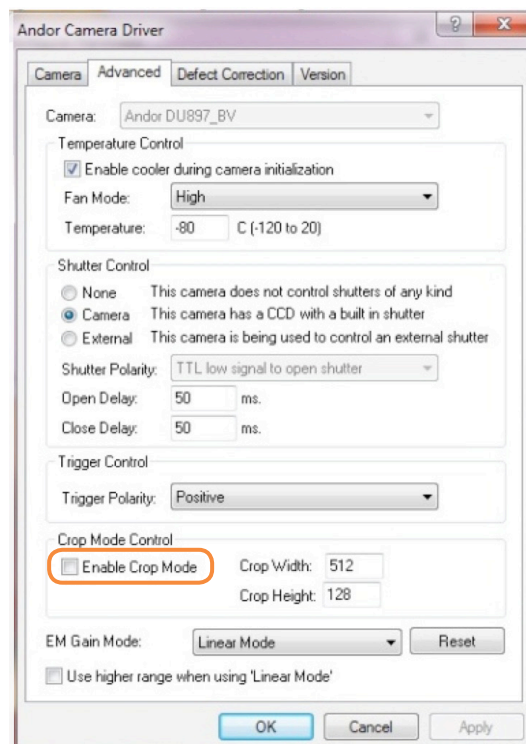 Andor Camera Driver
Camera Advanced Defect Correction Version
Camera: Andor DU897_BV
Temperature Control
Enable cooler during camera initialization
Fan Mode: High
Temperature: -80 C (-120 to 20)
Shutter Control
None This camera does not control shutters of any kind
Camera This camera has a CCD with a built in shutter
External This camera is being used to control an external shutter
Shutter Polarity: TTL low signal to open shutter
Open Delay: 50 ms.
Close Delay: 50 ms.
Trigger Control
Trigger Polarity: Positive
Crop Mode Control
Enable Crop Mode Crop Width: 512
Crop Height: 128
EM Gain Mode: Linear Mode Reset
Use higher range when using 'Linear Mode'
OK Cancel Apply